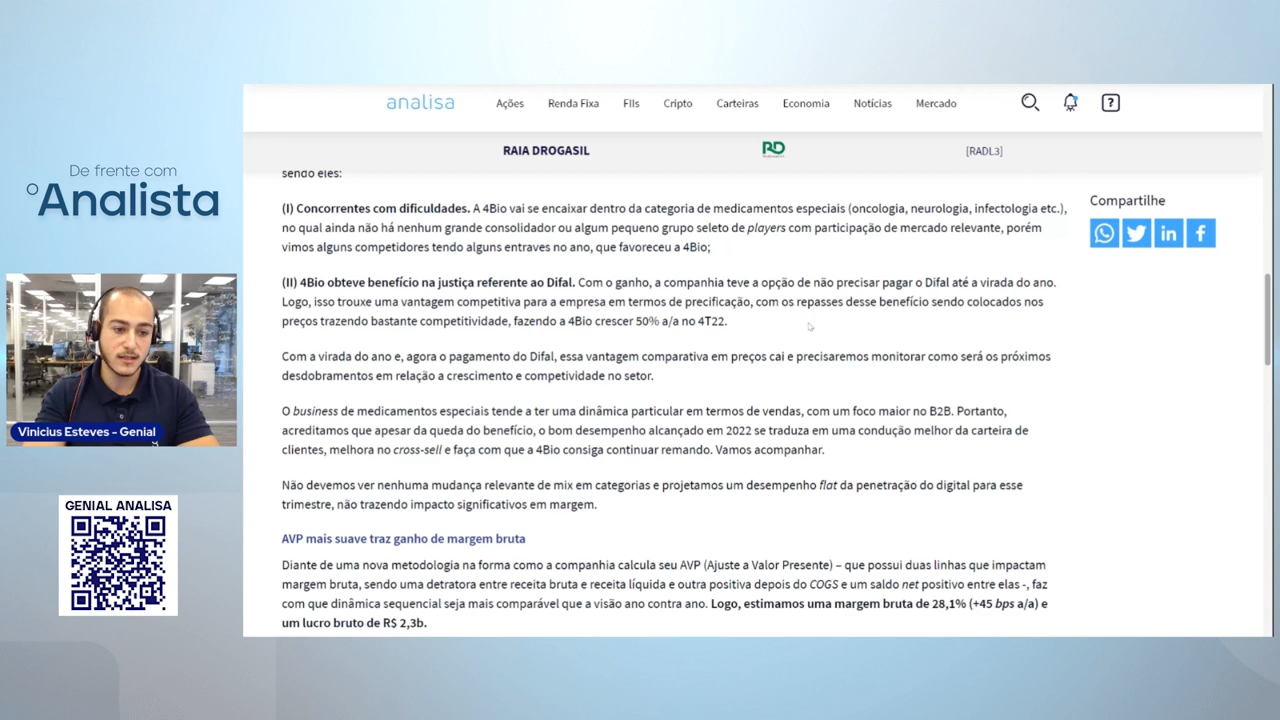 analisa
Ações
Renda Fixa
FIIs
Cripto
Carteiras
Economia
Notícias
Mercado
?
RAIA DROGASIL
RD
[RADL3]
De frente com
o Analista
Vinicius Esteves - Genial
GENIAL ANALISA
Compartilhe
sendo eles:
(I) Concorrentes com dificuldades. A 4Bio vai se encaixar dentro da categoria de medicamentos especiais (oncologia, neurologia, infectologia etc.),
no qual ainda não há nenhum grande consolidador ou algum pequeno grupo seleto de players com participação de mercado relevante, porém
vimos alguns competidores tendo alguns entraves no ano, que favoreceu a 4Bio;
(II) 4Bio obteve benefício na justiça referente ao Difal. Com o ganho, a companhia teve a opção de não precisar pagar o Difal até a virada do ano.
Logo, isso trouxe uma vantagem competitiva para a empresa em termos de precificação, com os repasses desse benefício sendo colocados nos
preços trazendo bastante competitividade, fazendo a 4Bio crescer 50% a/a no 4T22.
Com a virada do ano e, agora o pagamento do Difal, essa vantagem comparativa em preços cai e precisaremos monitorar como será os próximos
desdobramentos em relação a crescimento e competividade no setor.
O business de medicamentos especiais tende a ter uma dinâmica particular em termos de vendas, com um foco maior no B2B. Portanto,
acreditamos que apesar da queda do benefício, o bom desempenho alcançado em 2022 se traduza em uma condução melhor da carteira de
clientes, melhora no cross-sell e faça com que a 4Bio consiga continuar remando. Vamos acompanhar.
Não devemos ver nenhuma mudança relevante de mix em categorias e projetamos um desempenho flat da penetração do digital para esse
trimestre, não trazendo impacto significativos em margem.
AVP mais suave traz ganho de margem bruta
Diante de uma nova metodologia na forma como a companhia calcula seu AVP (Ajuste a Valor Presente) – que possui duas linhas que impactam
margem bruta, sendo uma detratora entre receita bruta e receita líquida e outra positiva depois do COGS e um saldo net positivo entre elas -, faz
com que dinâmica sequencial seja mais comparável que a visão ano contra ano. Logo, estimamos uma margem bruta de 28,1% (+45 bps a/a) e
um lucro bruto de R$ 2,3b.